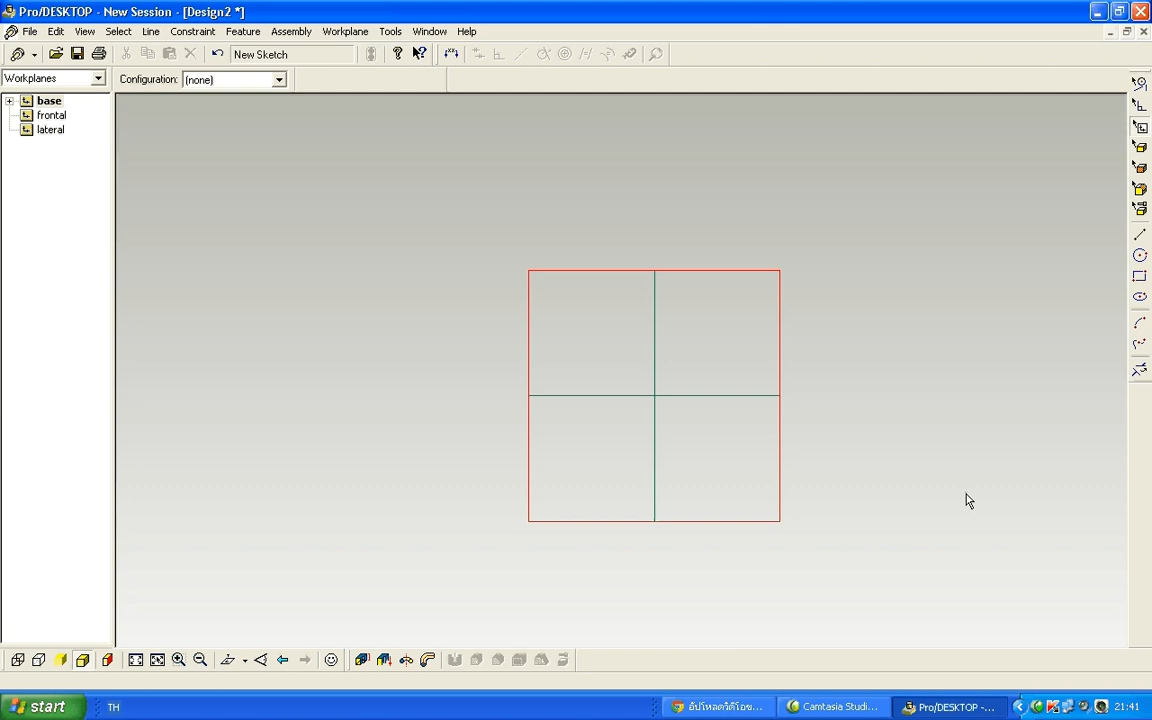 Pro/DESKTOP - New Session - [Design2 *]
File Edit View Select Line Constraint Feature Assembly Workplane Tools Option Window Help
New Sketch
Workplanes
Configuration: (none)
base
frontal
lateral
start
TH
อัปโหลดวิดีโอข...
Camtasia Studi...
Pro/DESKTOP -...
21:41